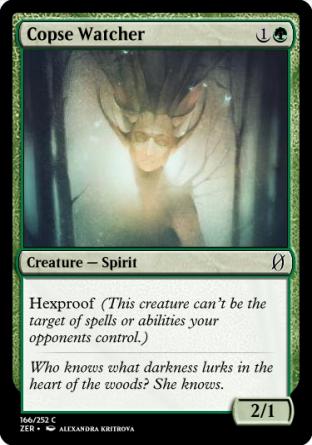 Copse Watcher 1
Creature — Spirit
Hexproof (This creature can't be the
target of spells or abilities your
opponents control.)
Who knows what darkness lurks in the
heart of the woods? She knows.
2/1
166/252 C
ZER • ALEXANDRA KRITROVA